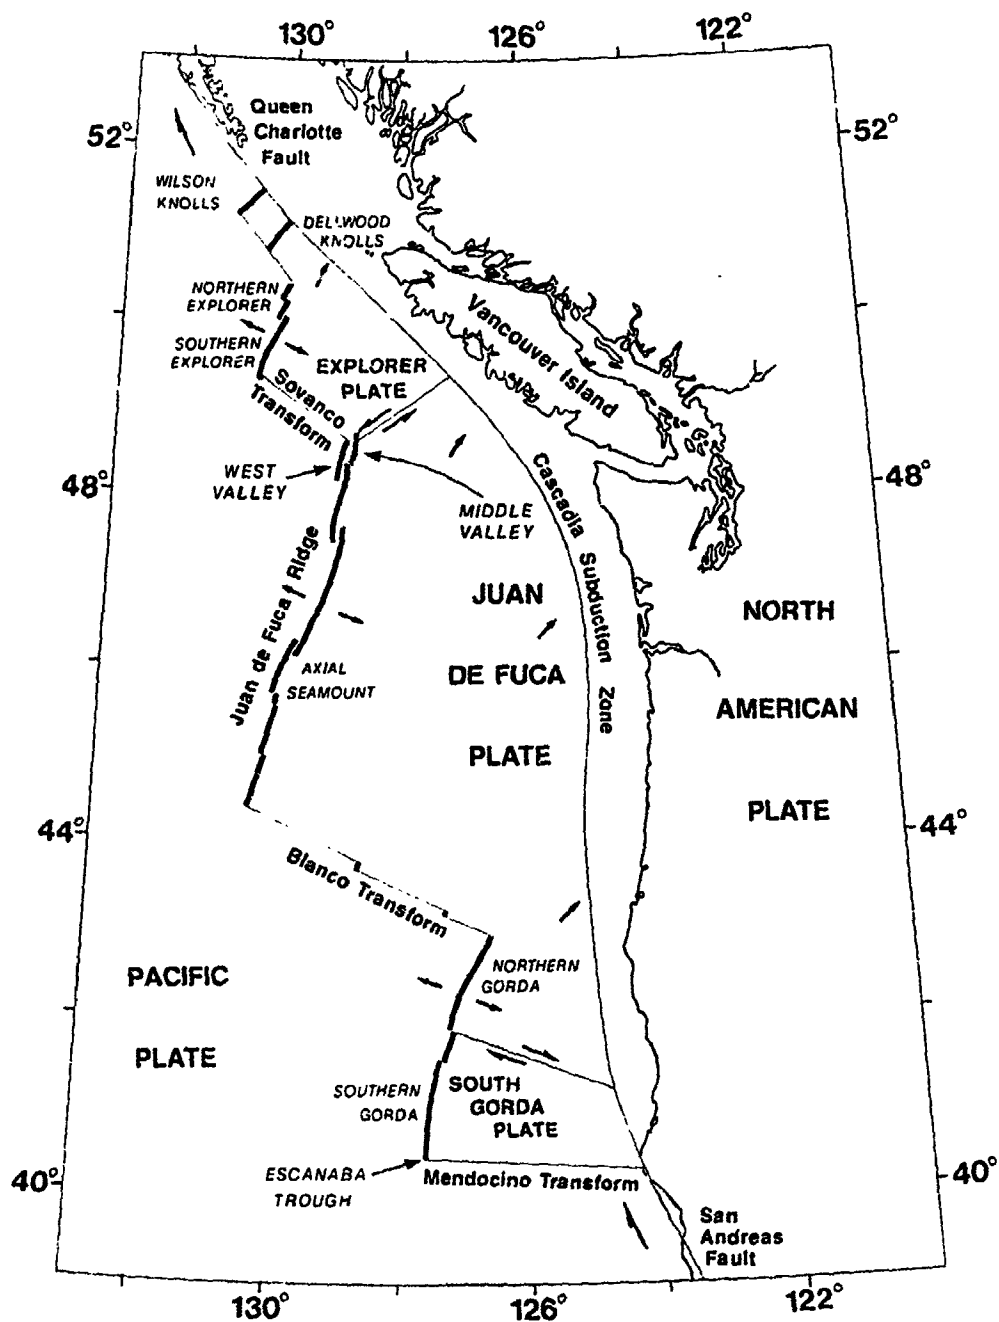 130°
126°
122°
52°
52°
Queen
Charlotte
Fault
WILSON
KNOLLS
DELLWOOD
KNOLLS
NORTHERN
EXPLORER
SOUTHERN
EXPLORER
EXPLORER
PLATE
Vancouver Island
Sovanco
Transform
WEST
VALLEY
MIDDLE
VALLEY
48°
48°
Cascadia Subduction Zone
Juan de Fuca Ridge
JUAN
DE FUCA
PLATE
NORTH
AMERICAN
PLATE
AXIAL
SEAMOUNT
44°
44°
Blanco Transform
PACIFIC
PLATE
NORTHERN
GORDA
SOUTHERN
GORDA
SOUTH
GORDA
PLATE
ESCANABA
TROUGH
Mendocino Transform
40°
40°
San
Andreas
Fault
130°
126°
122°